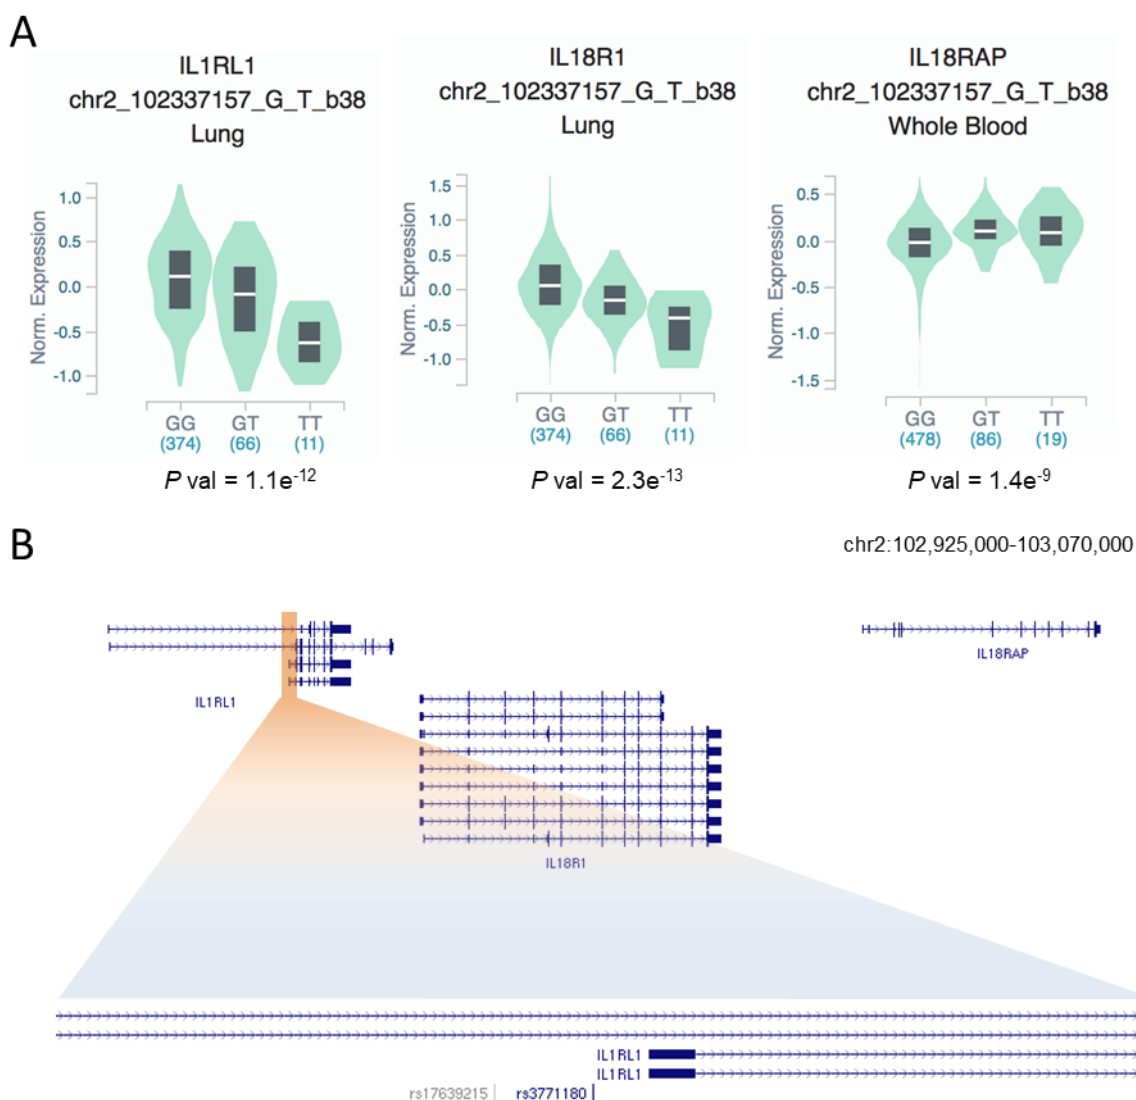 A
IL1RL1
chr2_102337157_G_T_b38
Lung
Norm. Expression
1.0
0.5
0.0
-0.5
-1.0
GG
(374)
GT
(66)
TT
(11)
P val = 1.1e-12
IL18R1
chr2_102337157_G_T_b38
Lung
Norm. Expression
1.5
1.0
0.5
0.0
-0.5
-1.0
GG
(374)
GT
(66)
TT
(11)
P val = 2.3e-13
IL18RAP
chr2_102337157_G_T_b38
Whole Blood
Norm. Expression
0.5
0.0
-0.5
-1.0
-1.5
GG
(478)
GT
(86)
TT
(19)
P val = 1.4e-9
B
chr2:102,925,000-103,070,000
IL1RL1
IL18RAP
IL18R1
IL1RL1
IL1RL1
rs17639215
rs3771180